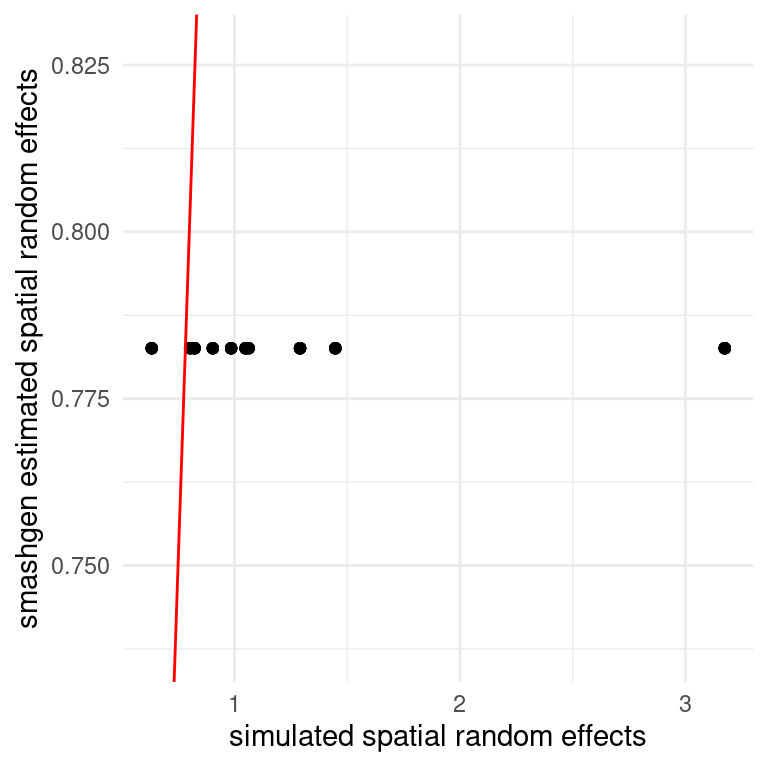 smashgen estimated spatial random effects
0.825
0.800
0.775
0.750
1 2 3
simulated spatial random effects